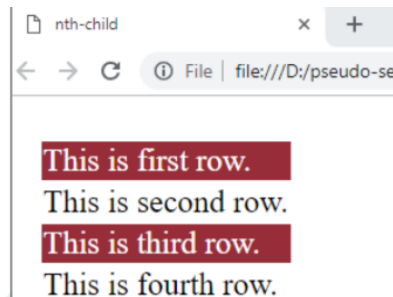 nth-child
File | file:///D:/pseudo-se
This is first row.
This is second row.
This is third row.
This is fourth row.